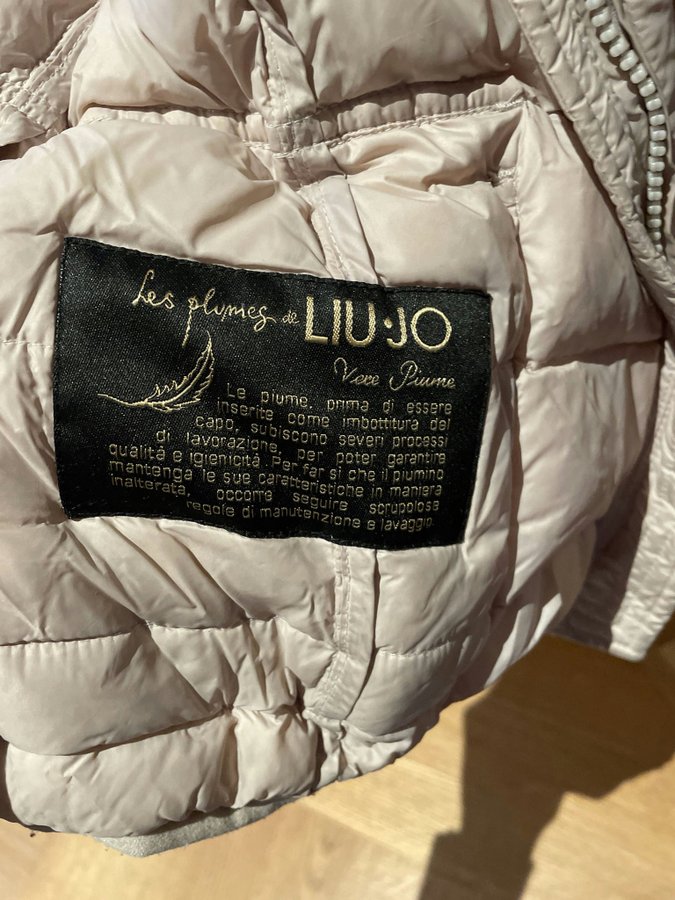 Les plumes de LIU·JO
Vere Piume
Le piume, prima di essere
inserite come imbottitura del
capo, subiscono severi processi
di lavorazione, per poter garantire
qualità e igienicità. Per far sì che il piumino
mantenga le sue caratteristiche in maniera
inalterata, occorre seguire scrupolose
regole di manutenzione e lavaggio.